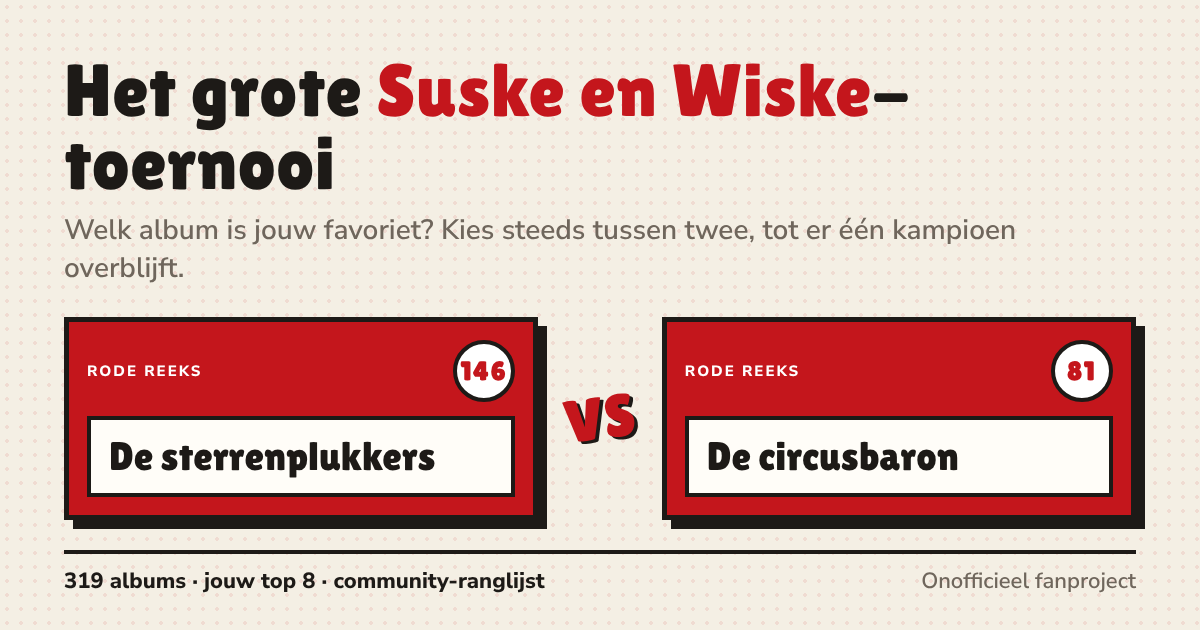 Het grote Suske en Wiske-
toernooi
Welk album is jouw favoriet? Kies steeds tussen twee, tot er één kampioen
overblijft.
RODE REEKS
146
De sterrenplukkers
VS
RODE REEKS
81
De circusbaron
319 albums · jouw top 8 · community-ranglijst
Onofficieel fanproject